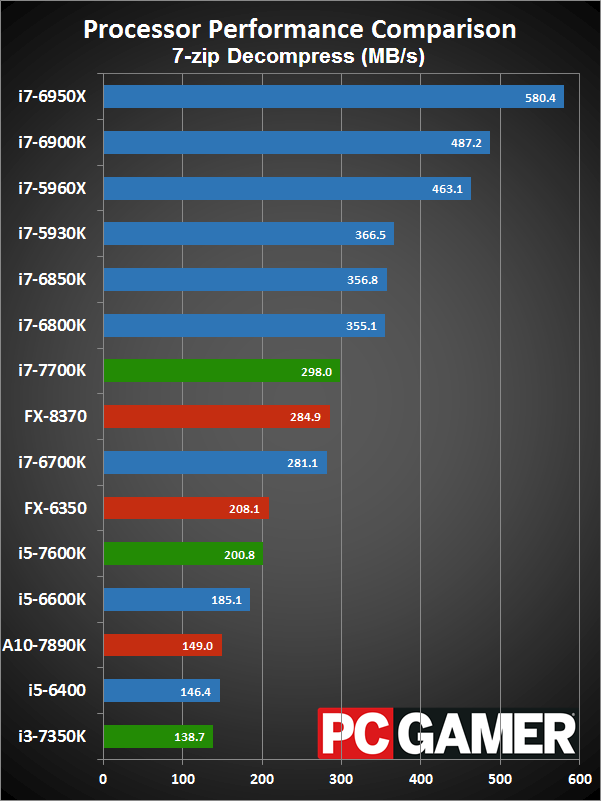 Processor Performance Comparison
7-zip Decompress (MB/s)
i7-6950X 580.4
i7-6900K 487.2
i7-5960X 463.1
i7-5930K 366.5
i7-6850K 356.8
i7-6800K 355.1
i7-7700K 298.0
FX-8370 284.9
i7-6700K 281.1
FX-6350 208.1
i5-7600K 200.8
i5-6600K 185.1
A10-7890K 149.0
i5-6400 146.4
i3-7350K 138.7
PC GAMER
0 100 200 300 400 500 600